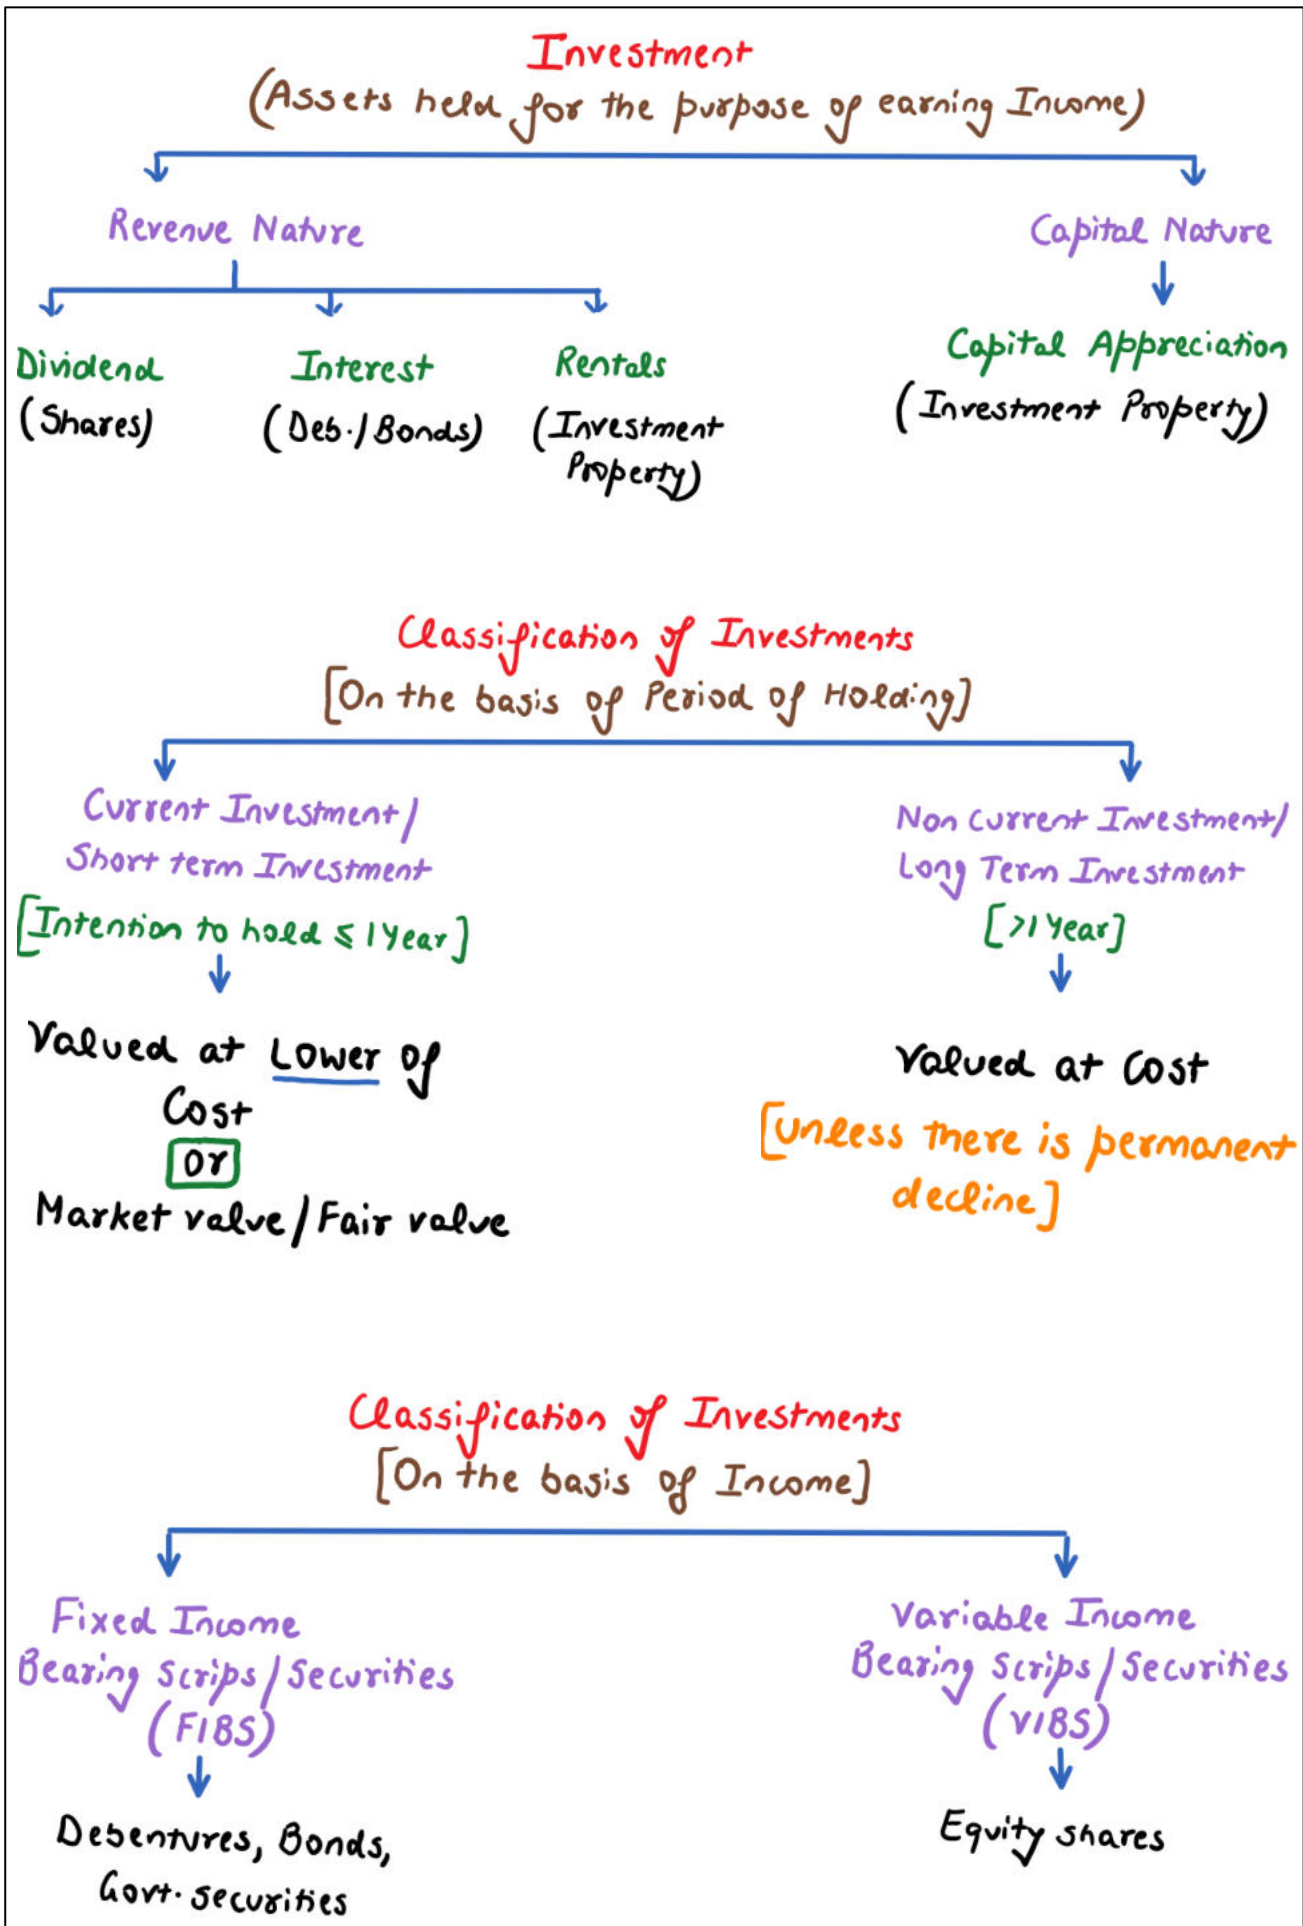 Investment
(Assets held for the purpose of earning Income)
Revenue Nature
Capital Nature
Dividend
(Shares)
Interest
(Deb./Bonds)
Rentals
(Investment
Property)
Capital Appreciation
(Investment Property)
Classification of Investments
[On the basis of Period of Holding]
Current Investment/
Short term Investment
[Intention to hold ≤ 1 Year]
Valued at Lower of
Cost
Or
Market value/Fair value
Non Current Investment/
Long Term Investment
[>1 Year]
Valued at Cost
[unless there is permanent
decline]
Classification of Investments
[On the basis of Income]
Fixed Income
Bearing Scrips/Securities
(FIBS)
Debentures, Bonds,
Govt. securities
Variable Income
Bearing Scrips/Securities
(VIBS)
Equity shares